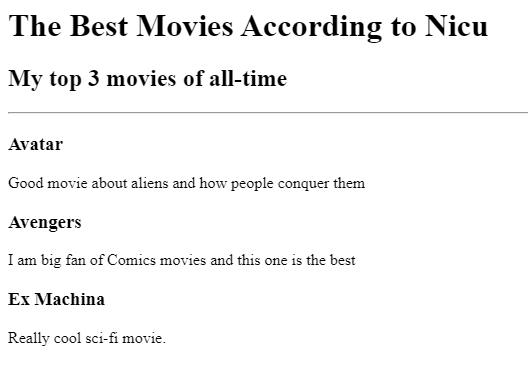 The Best Movies According to Nicu
My top 3 movies of all-time
Avatar
Good movie about aliens and how people conquer them
Avengers
I am big fan of Comics movies and this one is the best
Ex Machina
Really cool sci-fi movie.